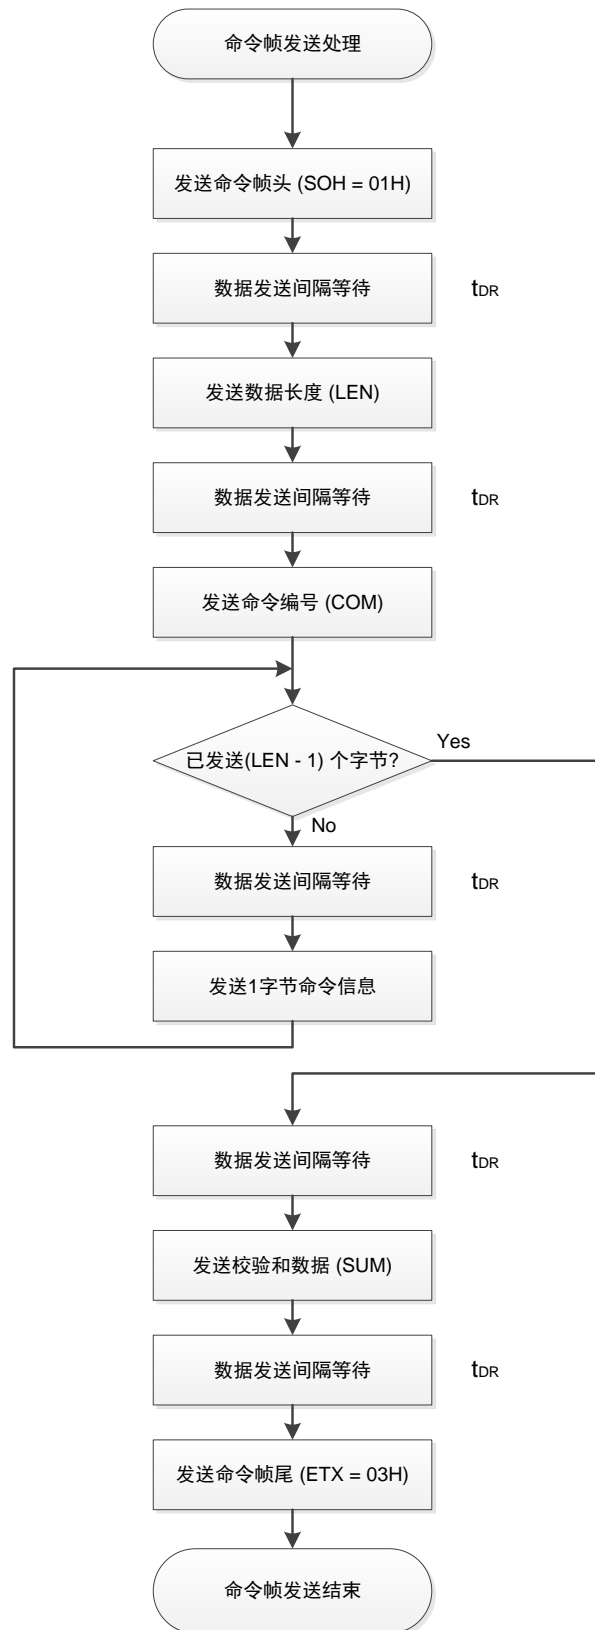 命令帧发送处理
发送命令帧头 (SOH = 01H)
数据发送间隔等待 tDR
发送数据长度 (LEN)
数据发送间隔等待 tDR
发送命令编号 (COM)
已发送(LEN - 1) 个字节? Yes
No
数据发送间隔等待 tDR
发送1字节命令信息
数据发送间隔等待 tDR
发送校验和数据 (SUM)
数据发送间隔等待 tDR
发送命令帧尾 (ETX = 03H)
命令帧发送结束